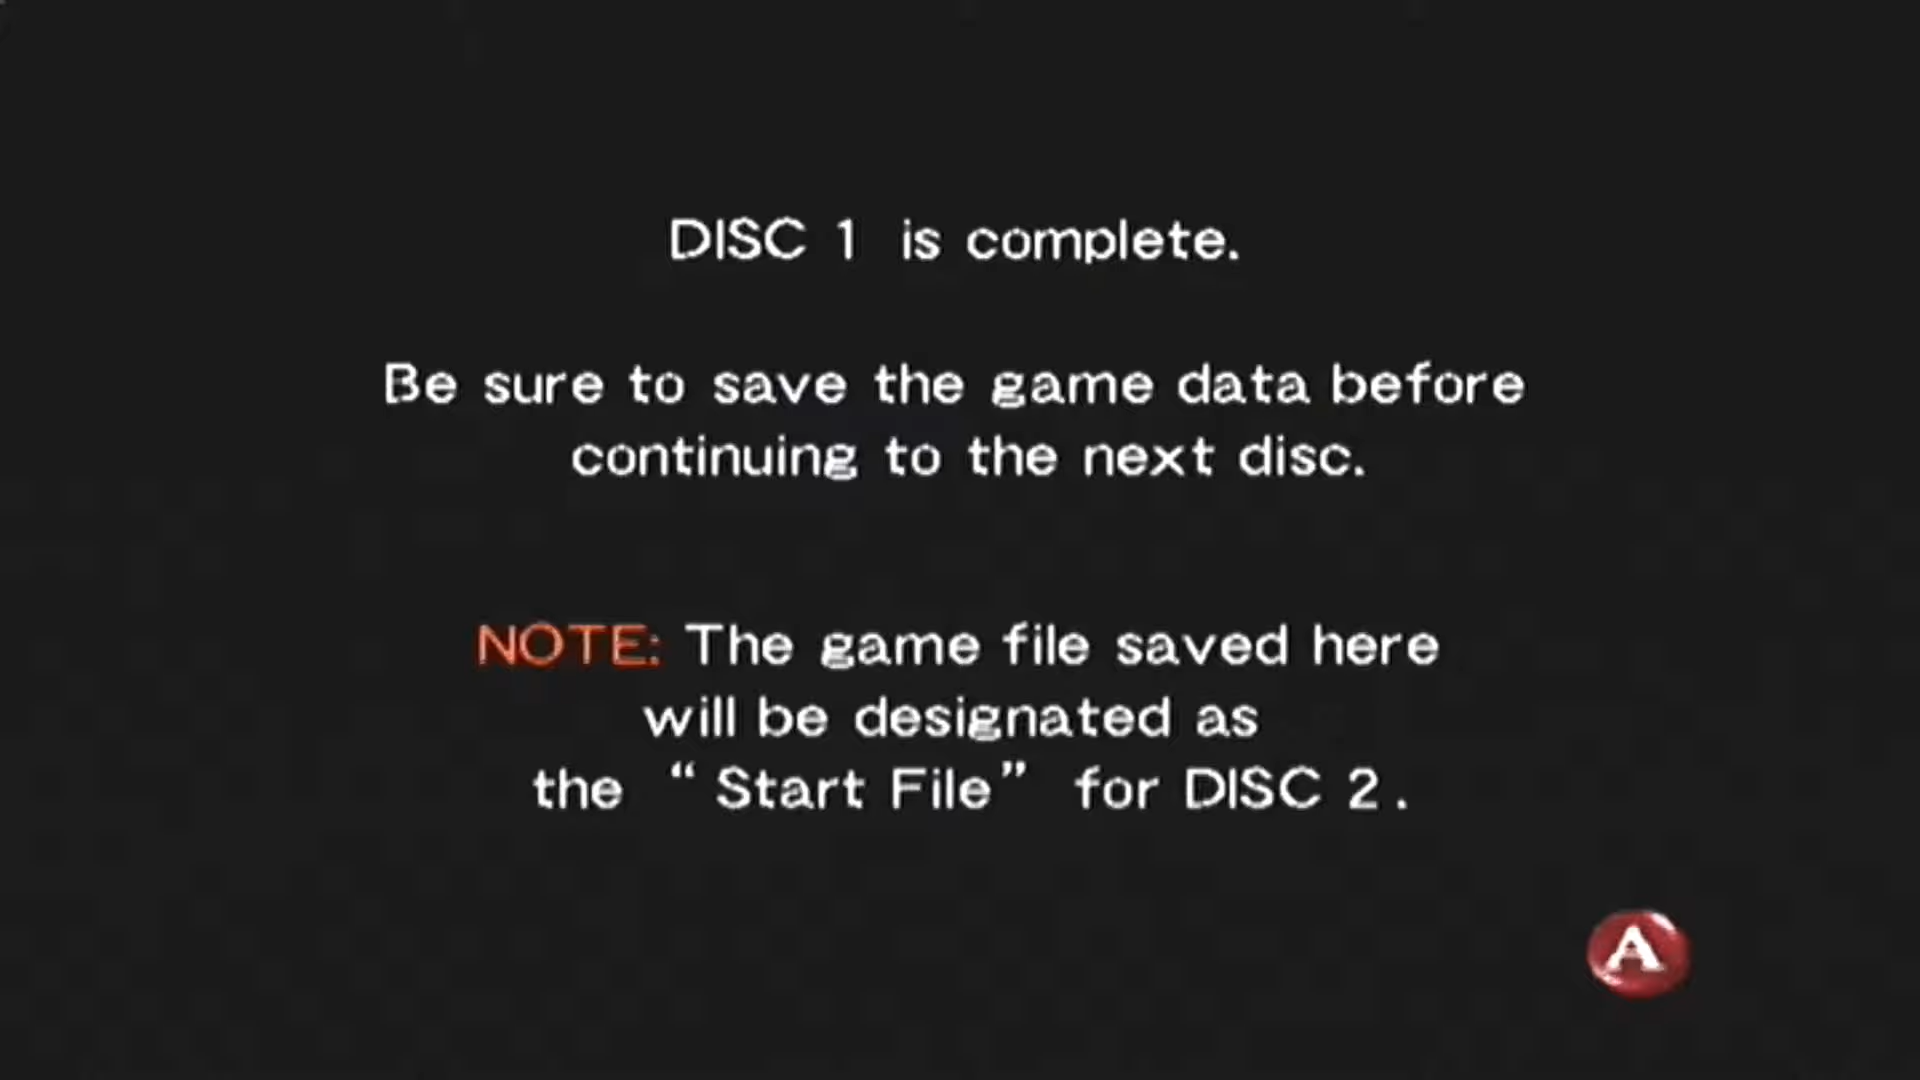 DISC 1 is complete.
Be sure to save the game data before
continuing to the next disc.
NOTE: The game file saved here
will be designated as
the “Start File” for DISC 2.
A